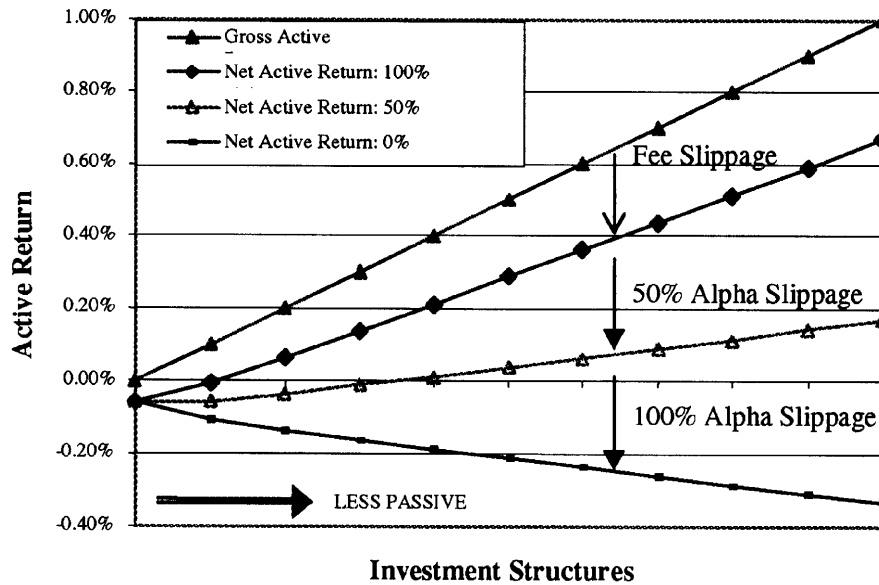 1.00%
0.80%
0.60%
0.40%
0.20%
0.00%
-0.20%
-0.40%
Active Return
Gross Active
Net Active Return: 100%
Net Active Return: 50%
Net Active Return: 0%
Fee Slippage
50% Alpha Slippage
100% Alpha Slippage
LESS PASSIVE
Investment Structures